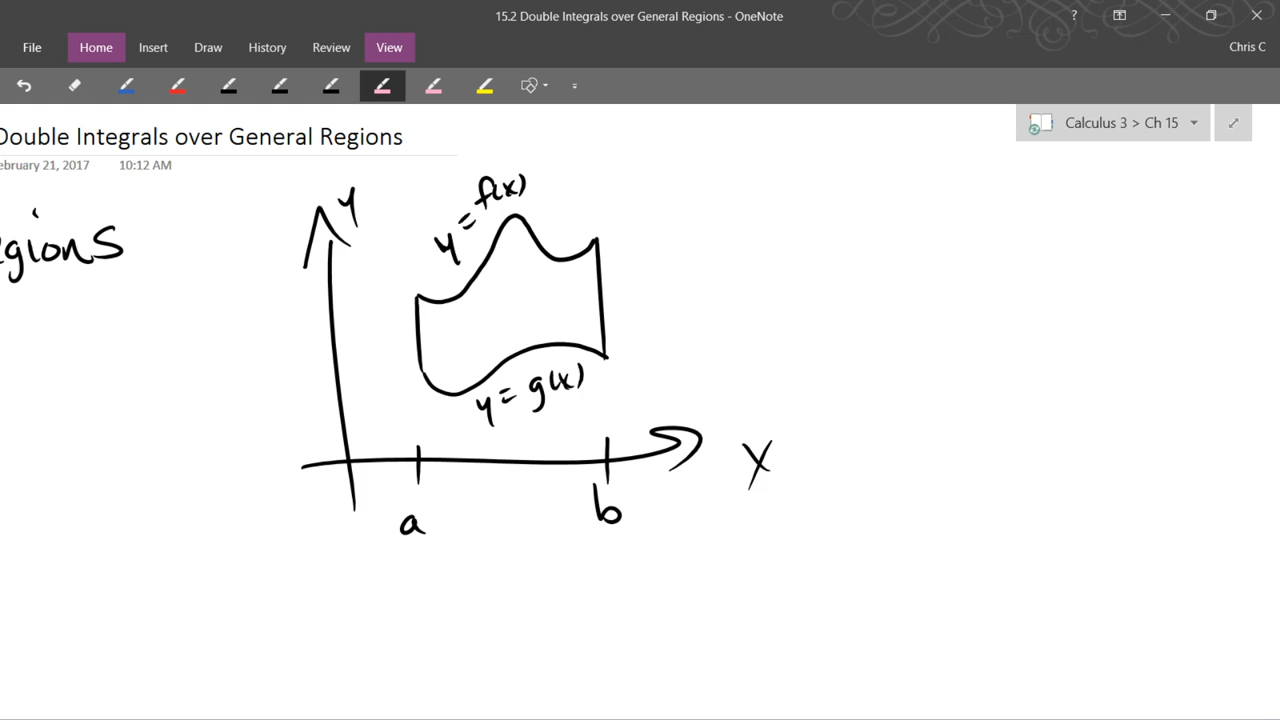 15.2 Double Integrals over General Regions - OneNote
?
File Home Insert Draw History Review View Chris C
Double Integrals over General Regions
Calculus 3 > Ch 15
ebruary 21, 2017 10:12 AM
egions
y
y = f(x)
y = g(x)
x
a b